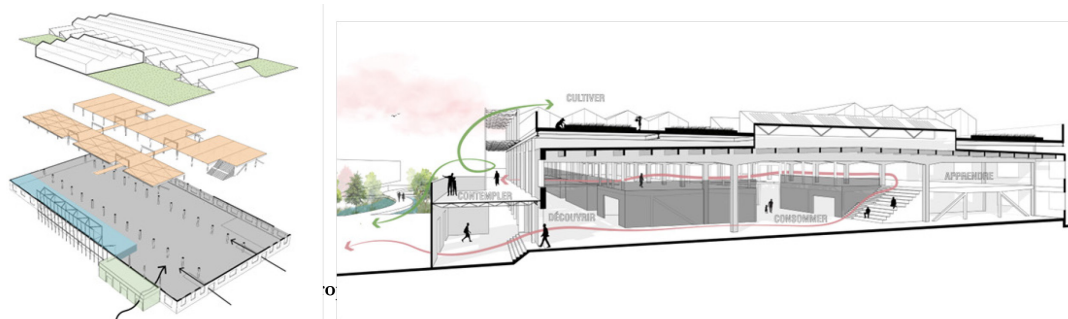 CULTIVER
CONTEMPLER
DÉCOUVRIR
CONSOMMER
APPRENDRE